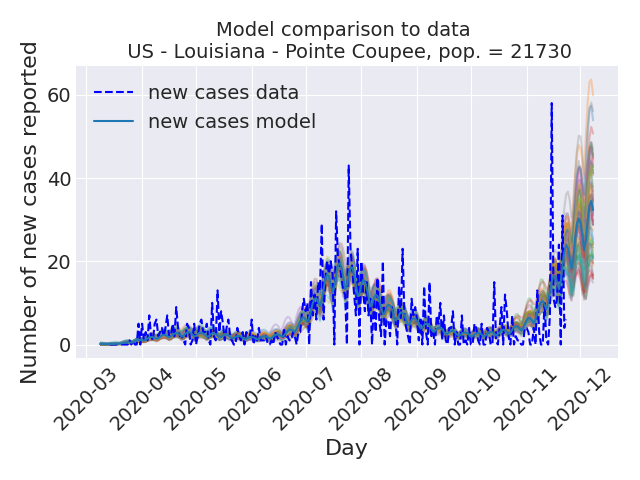 Model comparison to data
US - Louisiana - Pointe Coupee, pop. = 21730
Number of new cases reported
60
40
20
0
new cases data
new cases model
2020-03
2020-04
2020-05
2020-06
2020-07
2020-08
2020-09
2020-10
2020-11
2020-12
Day